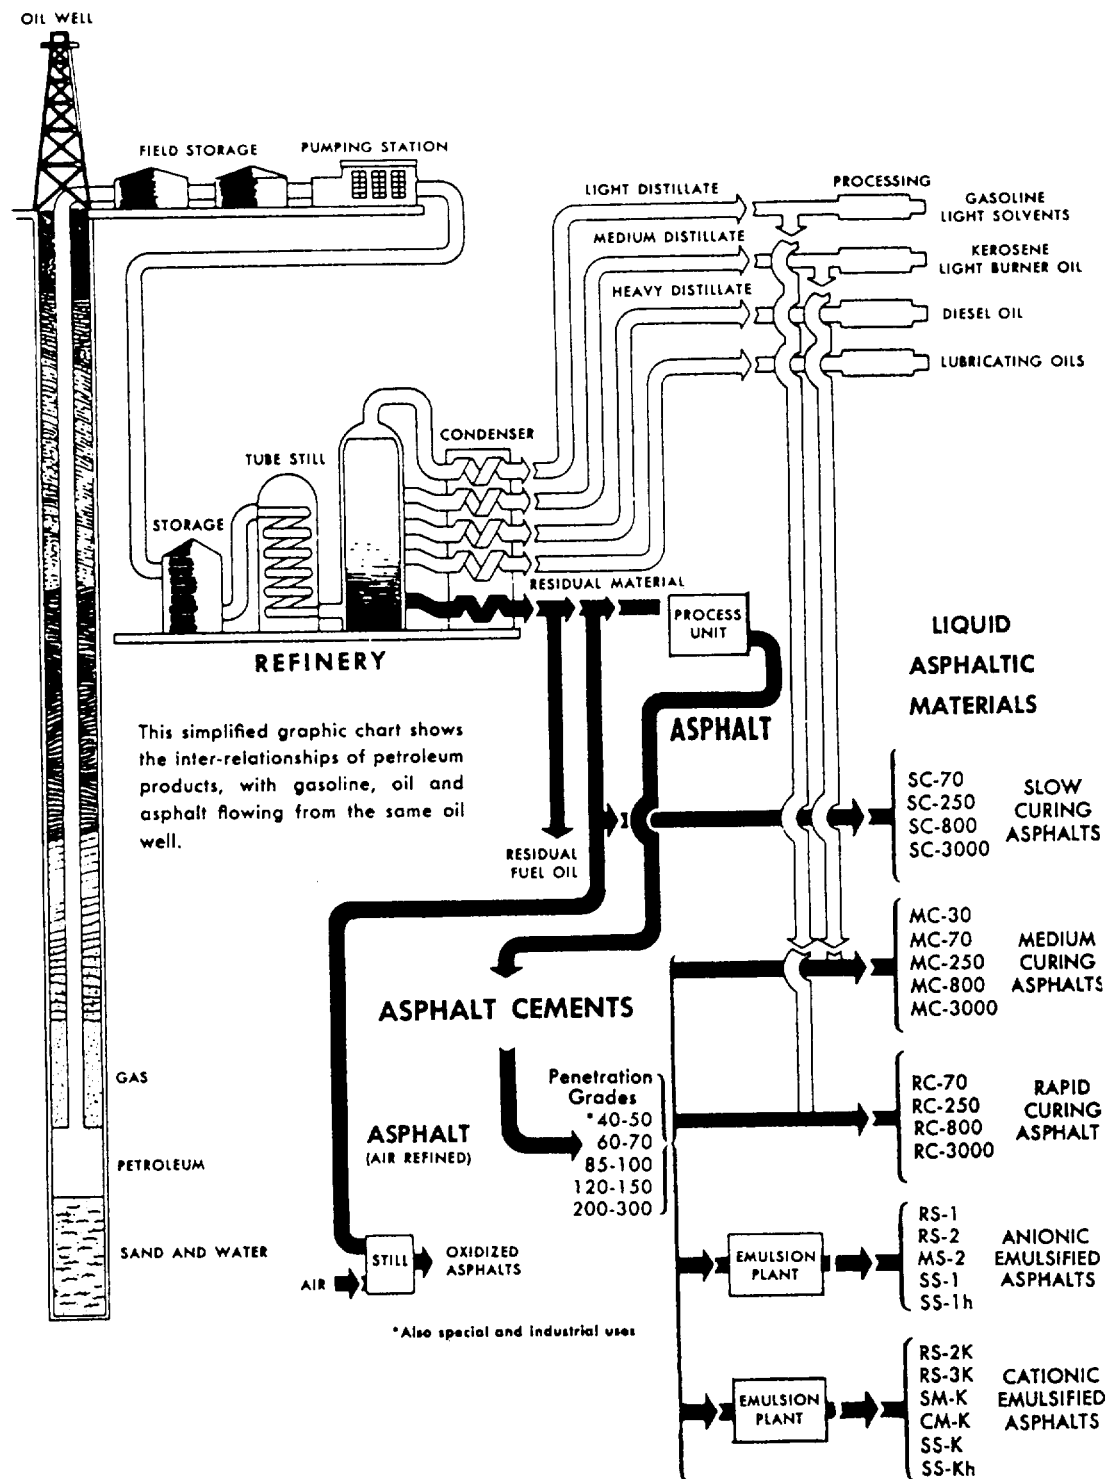 OIL WELL
FIELD STORAGE
PUMPING STATION
LIGHT DISTILLATE
PROCESSING
GASOLINE
LIGHT SOLVENTS
MEDIUM DISTILLATE
KEROSENE
LIGHT BURNER OIL
HEAVY DISTILLATE
DIESEL OIL
LUBRICATING OILS
CONDENSER
TUBE STILL
STORAGE
RESIDUAL MATERIAL
PROCESS
UNIT
REFINERY
LIQUID
ASPHALTIC
MATERIALS
This simplified graphic chart shows
the inter-relationships of petroleum
products, with gasoline, oil and
asphalt flowing from the same oil
well.
ASPHALT
RESIDUAL
FUEL OIL
SC-70
SC-250
SC-800
SC-3000
SLOW
CURING
ASPHALTS
MC-30
MC-70
MC-250
MC-800
MC-3000
MEDIUM
CURING
ASPHALTS
ASPHALT CEMENTS
GAS
PETROLEUM
SAND AND WATER
Penetration
Grades
*40-50
60-70
85-100
120-150
200-300
ASPHALT
(AIR REFINED)
RC-70
RC-250
RC-800
RC-3000
RAPID
CURING
ASPHALT
STILL
AIR
OXIDIZED
ASPHALTS
EMULSION
PLANT
RS-1
RS-2
MS-2
SS-1
SS-1h
ANIONIC
EMULSIFIED
ASPHALTS
*Also special and industrial uses
EMULSION
PLANT
RS-2K
RS-3K
SM-K
CM-K
SS-K
SS-Kh
CATIONIC
EMULSIFIED
ASPHALTS